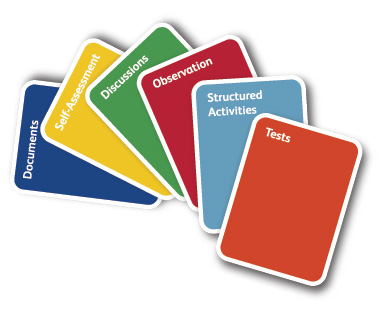 Documents
Self-Assessment
Discussions
Observation
Structured
Activities
Tests